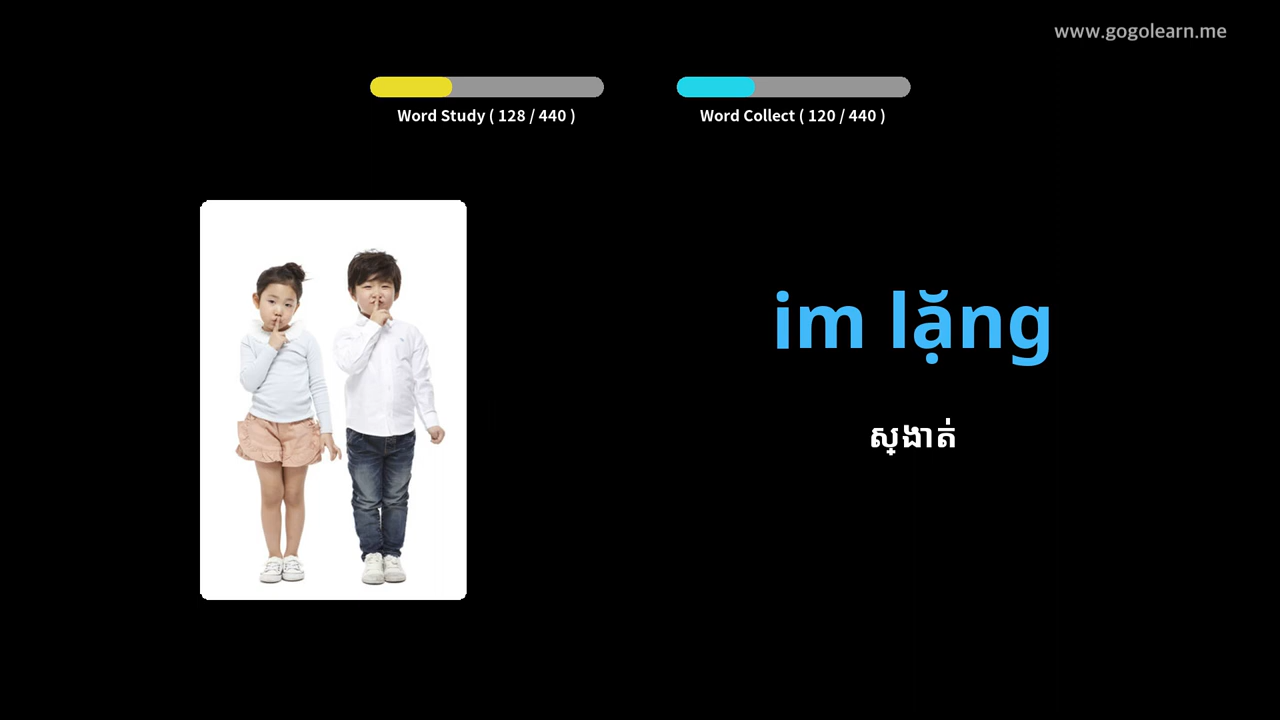 www.gogolearn.me
Word Study ( 128 / 440 )
Word Collect ( 120 / 440 )
im lặng
ស្ងាត់